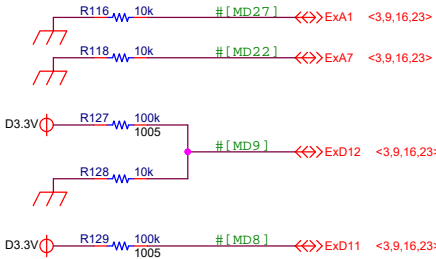 R116 10k #[MD27] ExA1 <3,9,16,23>
R118 10k #[MD22] ExA7 <3,9,16,23>
D3.3V R127 100k
1005
#[MD9] ExD12 <3,9,16,23>
R128 10k
D3.3V R129 100k #[MD8] ExD11 <3,9,16,23>
1005